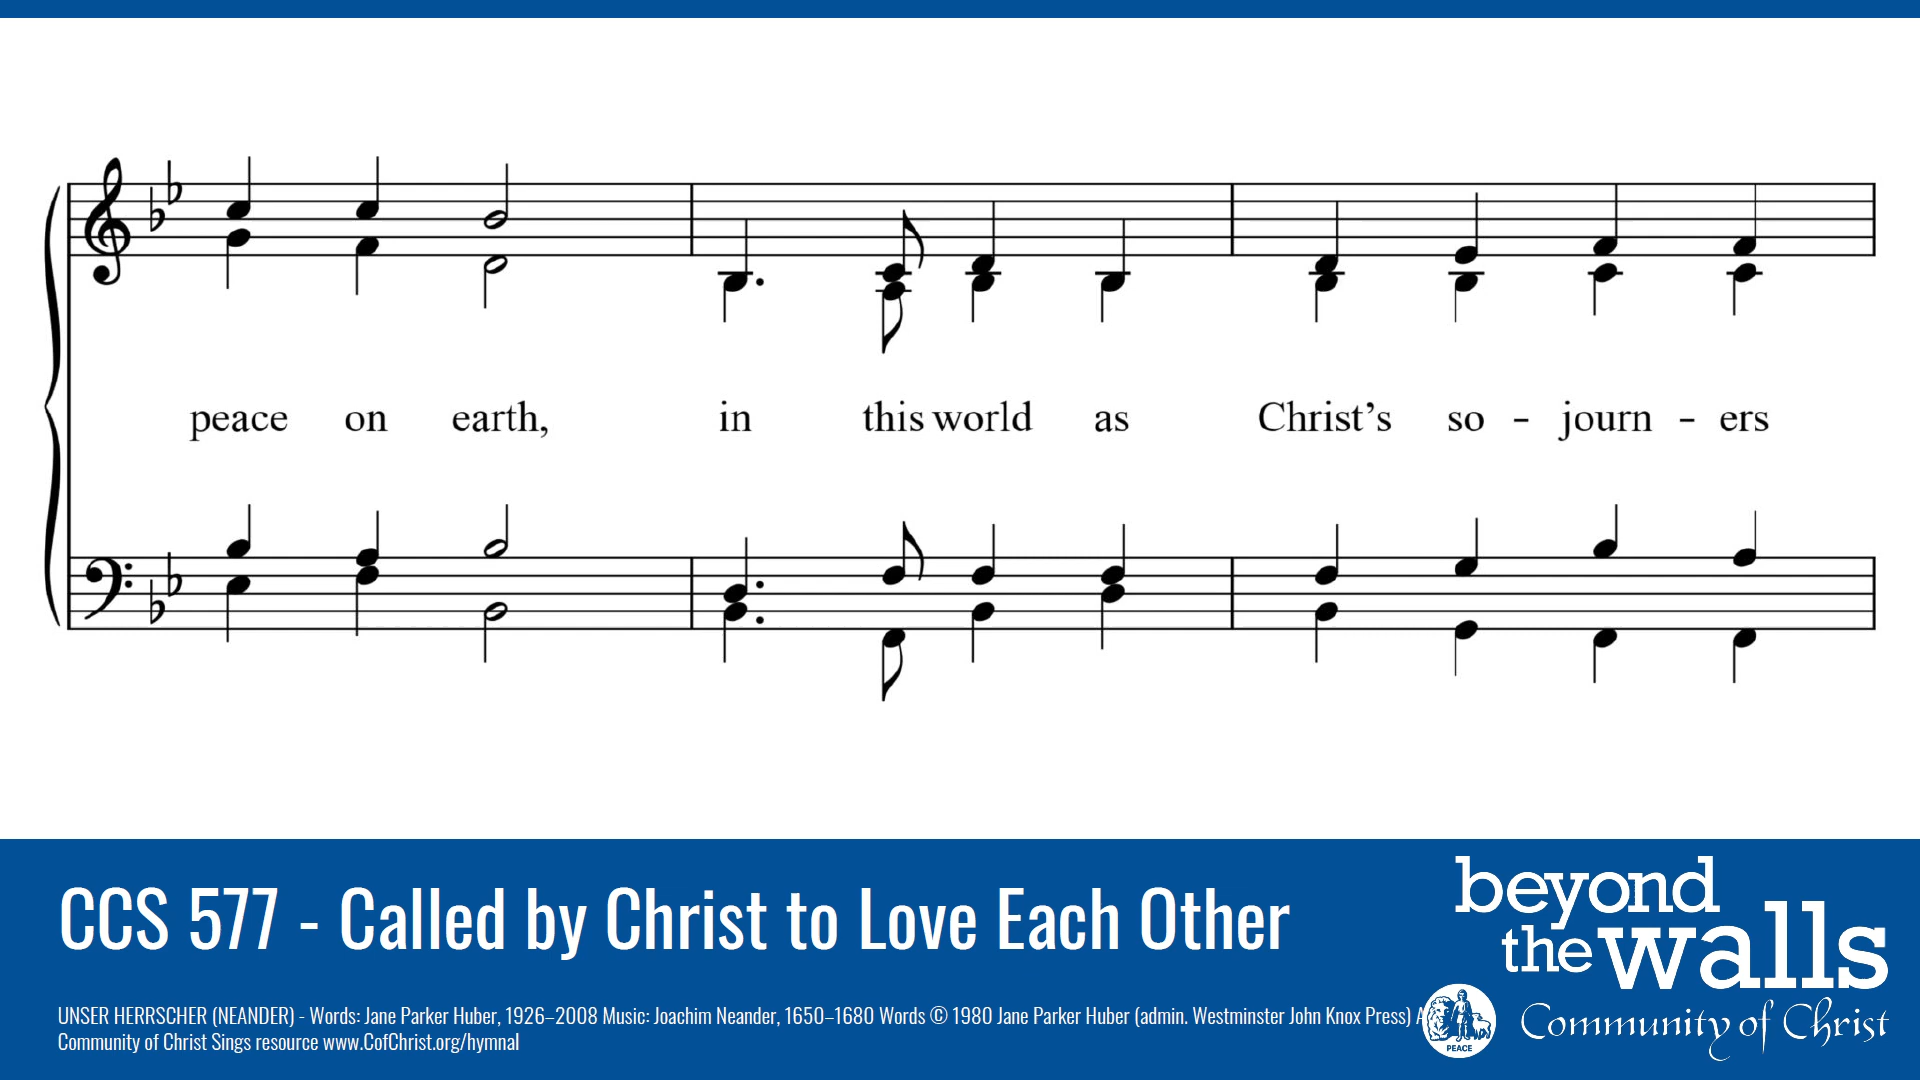 peace on earth, in this world as Christ's so - journ - ers
CCS 577 - Called by Christ to Love Each Other
beyond
the walls
UNSER HERRSCHER (NEANDER) - Words: Jane Parker Huber, 1926–2008 Music: Joachim Neander, 1650–1680 Words © 1980 Jane Parker Huber (admin. Westminster John Knox Press)
Community of Christ Sings resource www.CofChrist.org/hymnal
PEACE
Community of Christ